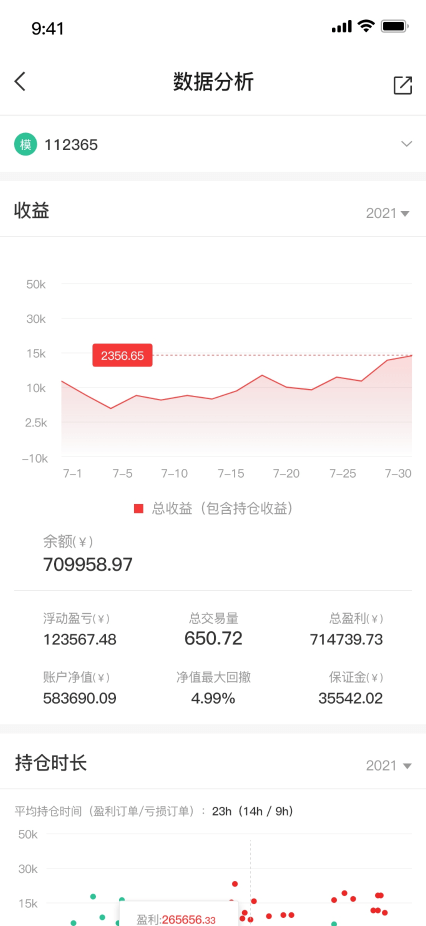 9:41
数据分析
模 112365
收益 2021
50k
30k
15k
2356.65
10k
2.5k
-10k
7-1 7-5 7-10 7-15 7-20 7-25 7-30
总收益（包含持仓收益）
余额(￥)
709958.97
浮动盈亏(￥) 总交易量 总盈利(￥)
123567.48 650.72 714739.73
账户净值(￥) 净值最大回撤 保证金(￥)
583690.09 4.99% 35542.02
持仓时长 2021
平均持仓时间（盈利订单/亏损订单）： 23h（14h / 9h）
50k
30k
15k
盈利:265656.33